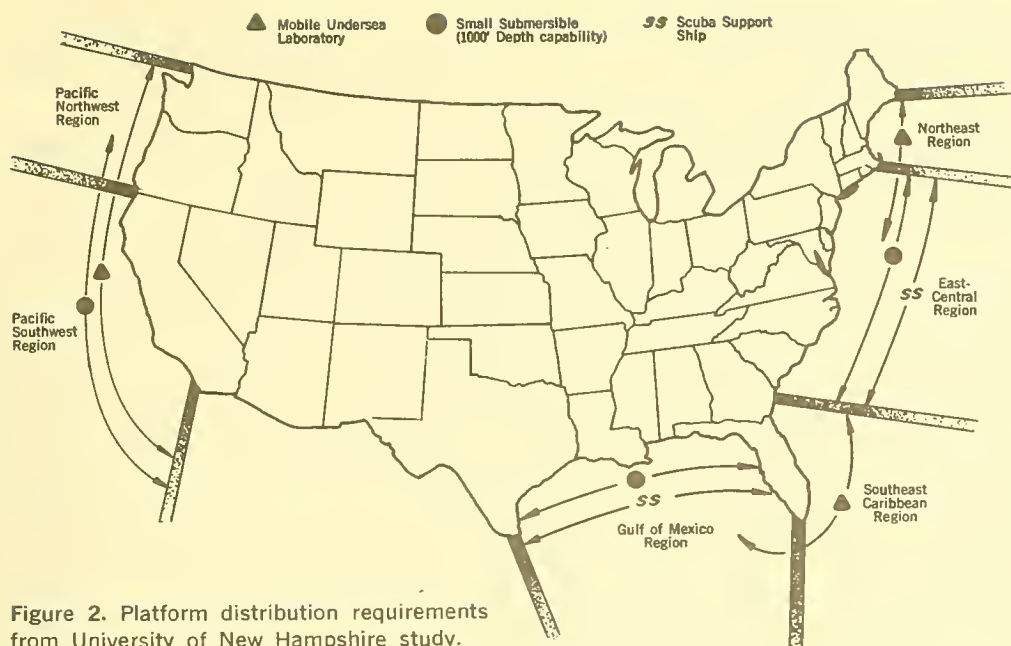 Mobile Undersea
Laboratory
Small Submersible
(1000' Depth capability)
SS Scuba Support
Ship
Pacific
Northwest
Region
Northeast
Region
SS East-
Central
Region
Pacific
Southwest
Region
SS
Gulf of Mexico
Region
Southeast
Caribbean
Region
Figure 2. Platform distribution requirements
from University of New Hampshire study.